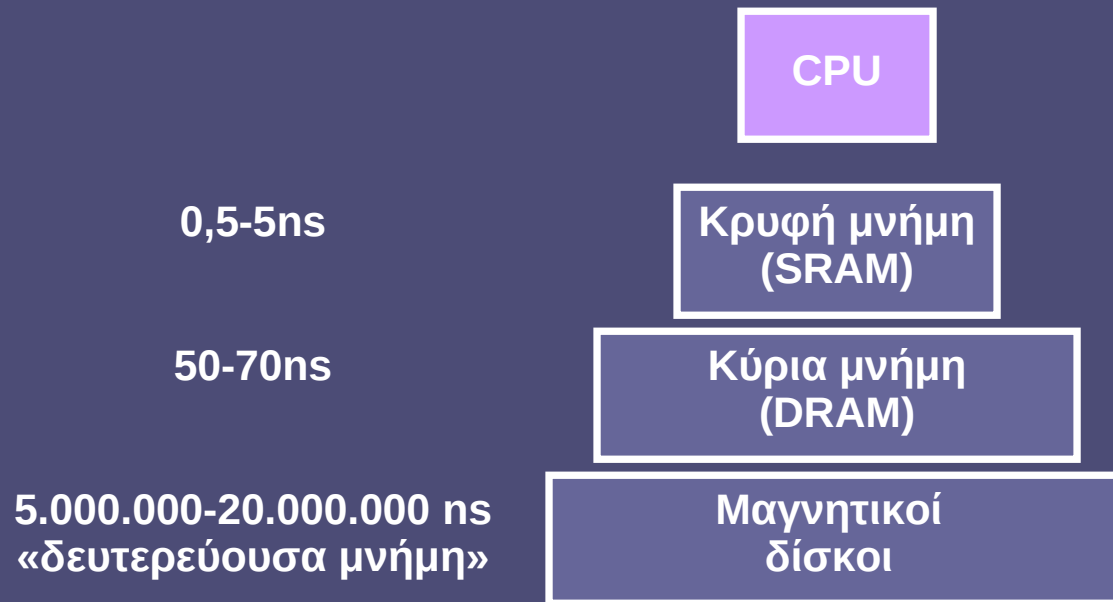 CPU
0,5-5ns
Κρυφή μνήμη
(SRAM)
50-70ns
Κύρια μνήμη
(DRAM)
5.000.000-20.000.000 ns
«δευτερεύουσα μνήμη»
Μαγνητικοί
δίσκοι